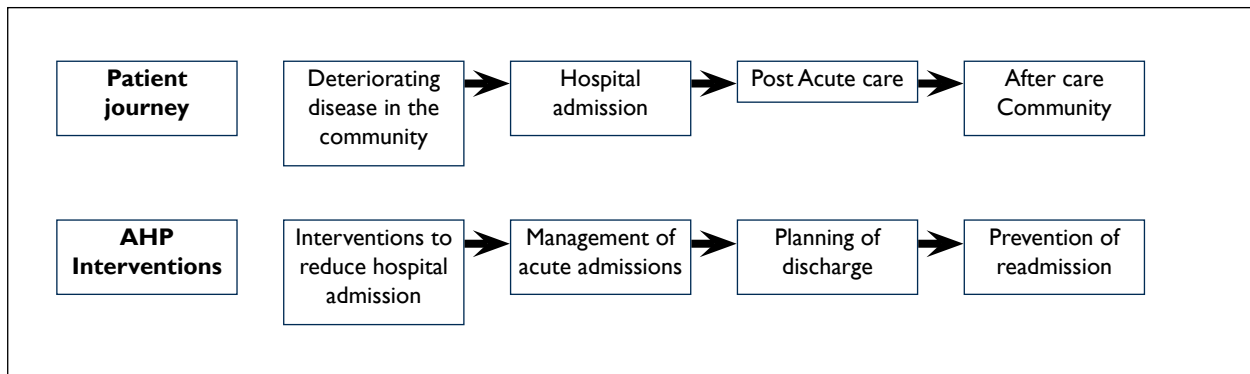 Patient
journey
Deteriorating
disease in the
community
Hospital
admission
Post Acute care
After care
Community
AHP
Interventions
Interventions to
reduce hospital
admission
Management of
acute admissions
Planning of
discharge
Prevention of
readmission